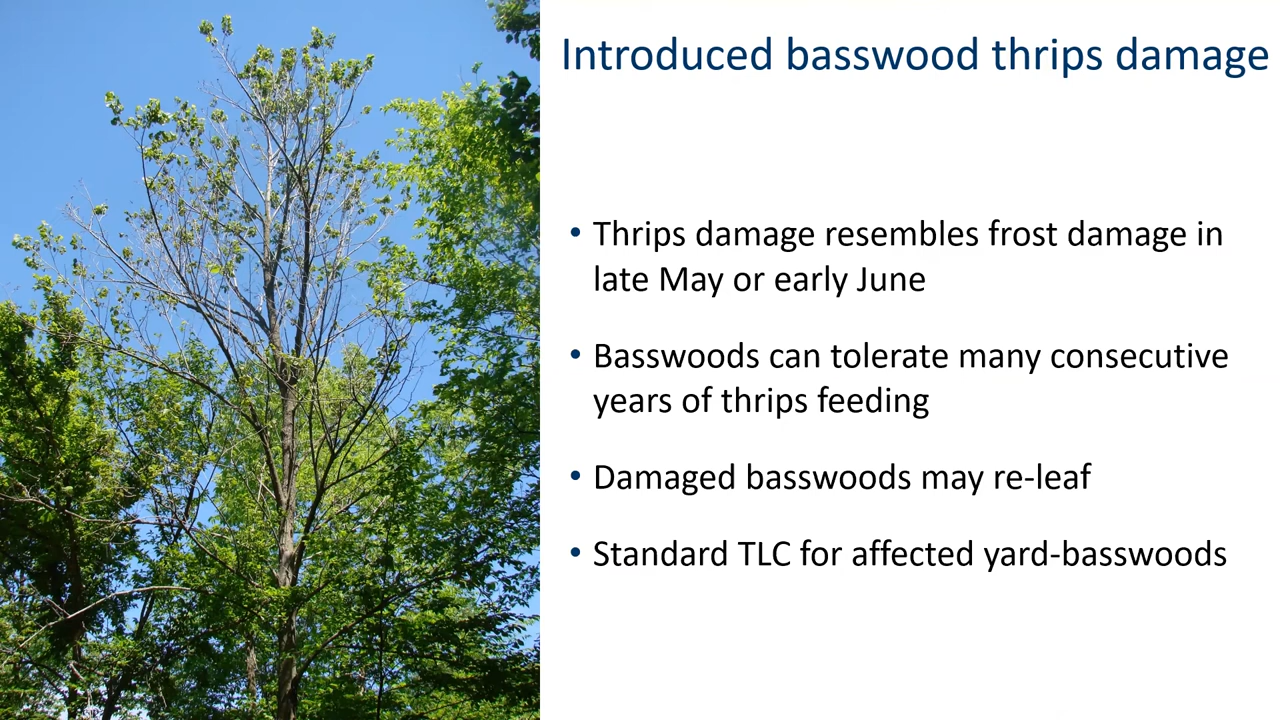 Introduced basswood thrips damage
• Thrips damage resembles frost damage in
late May or early June
• Basswoods can tolerate many consecutive
years of thrips feeding
• Damaged basswoods may re-leaf
• Standard TLC for affected yard-basswoods